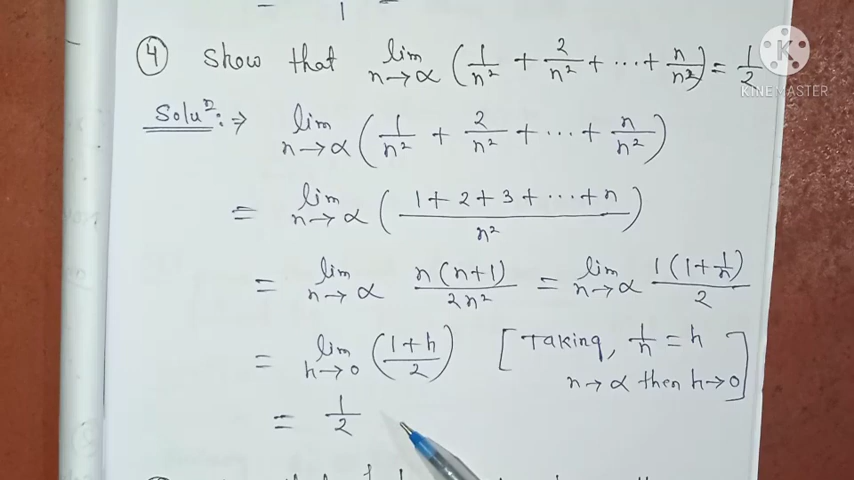 ④ Show that lim n→α (1/n² + 2/n² + ... + n/n²) = 1/2
KINEMASTER
Soluⁿ:→ lim n→α (1/n² + 2/n² + ... + n/n²)
= lim n→α ((1+2+3+...+n)/n²)
= lim n→α n(n+1)/2n² = lim n→α 1(1+1/n)/2
= lim h→0 ((1+h)/2) [Taking, 1/n = h
n→α then h→0]
= 1/2